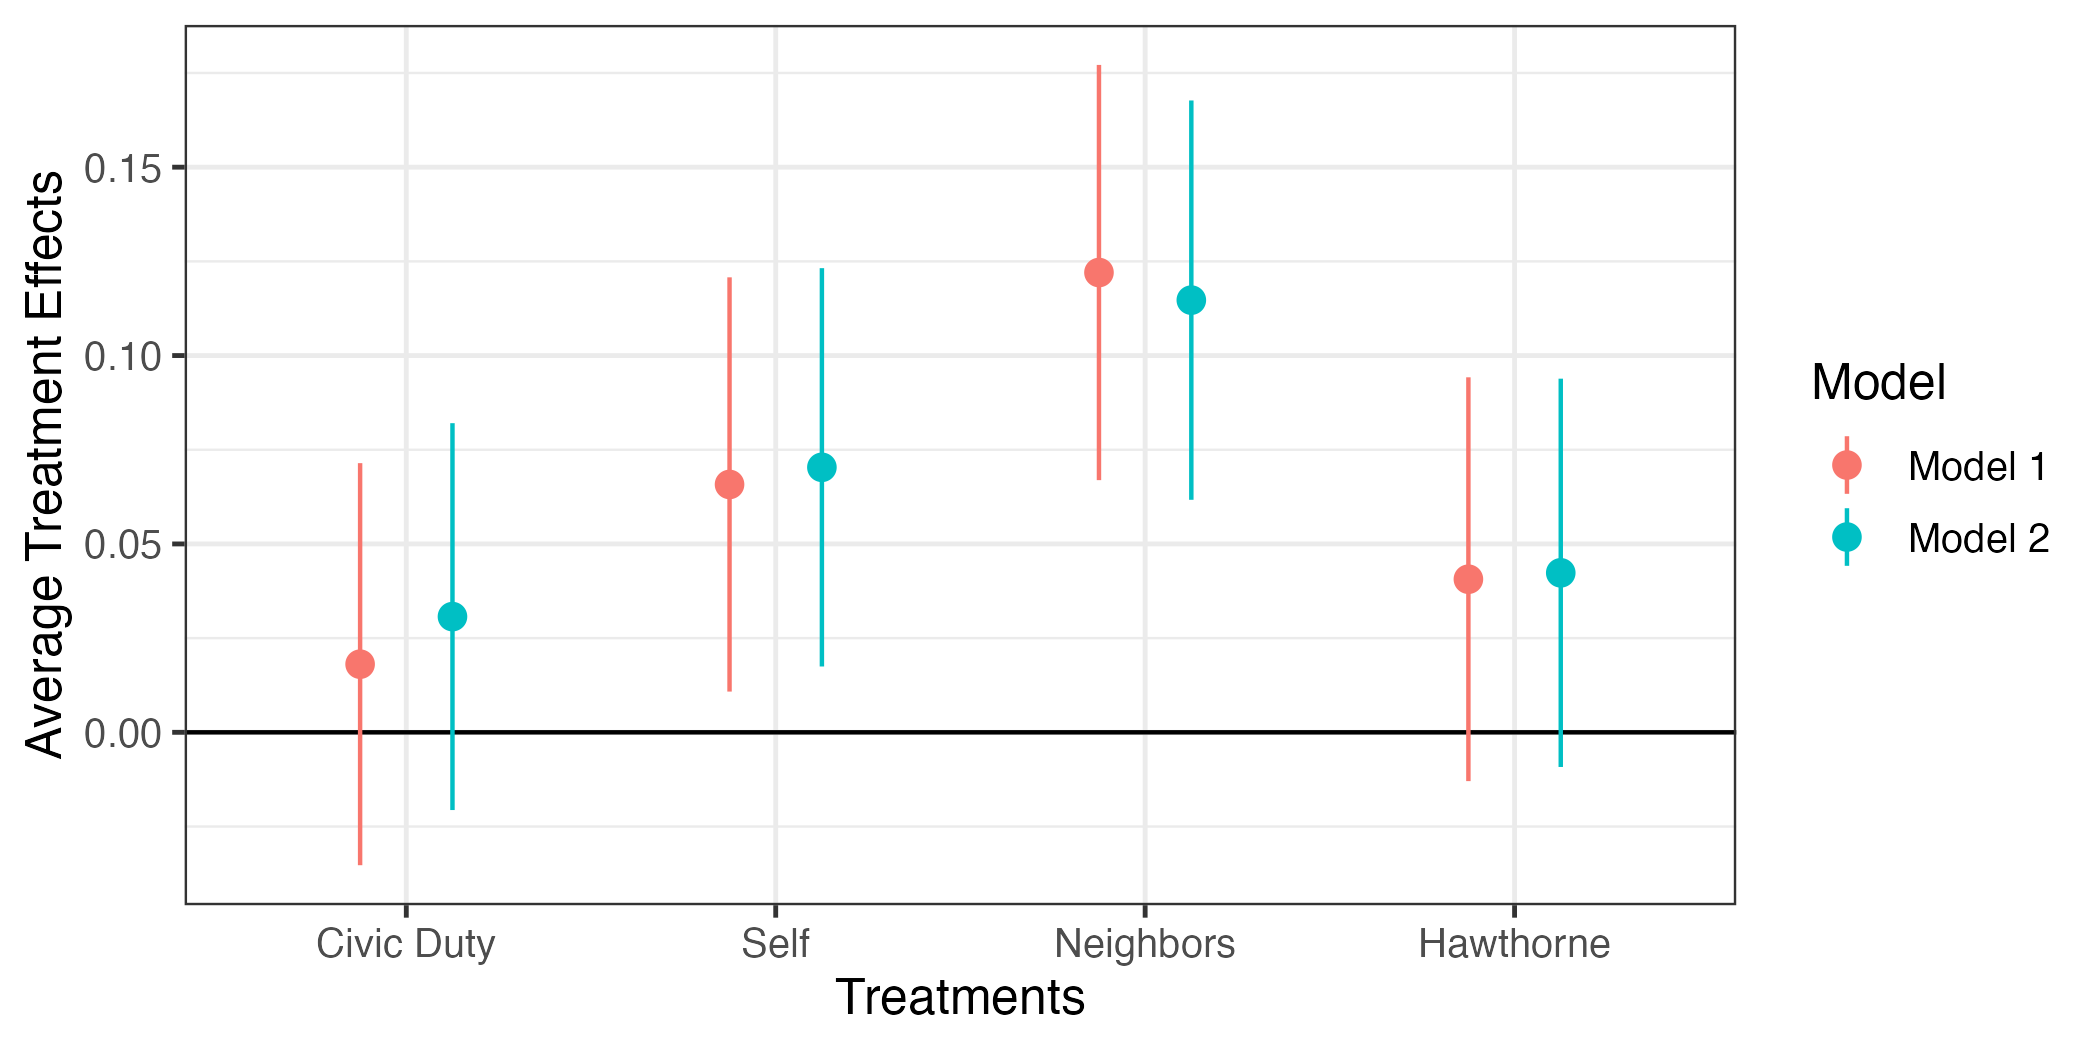 Average Treatment Effects
0.15
0.10
0.05
0.00
Civic Duty
Self
Neighbors
Hawthorne
Treatments
Model
Model 1
Model 2